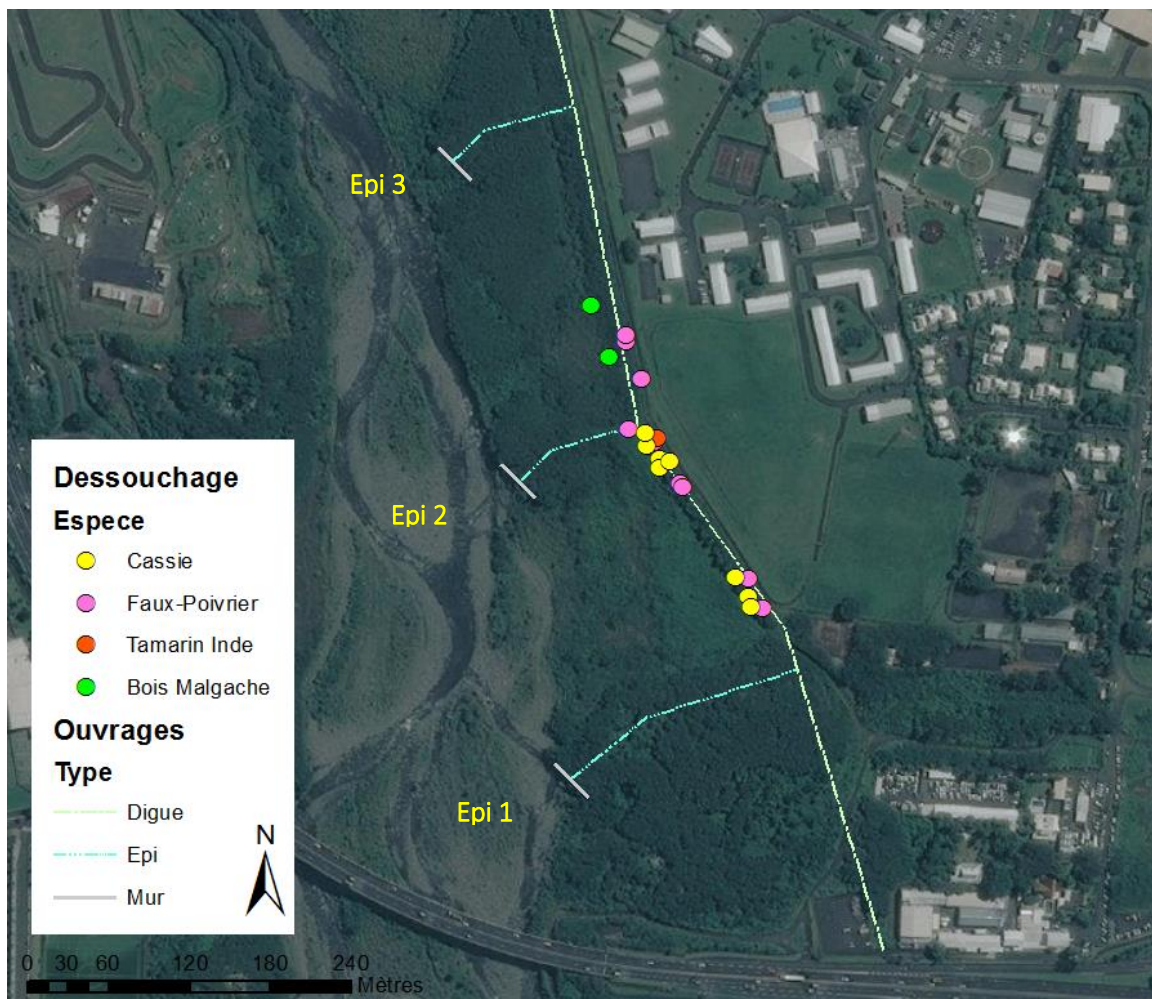 Epi 3
Epi 2
Epi 1
Dessouchage
Espece
Cassie
Faux-Poivrier
Tamarin Inde
Bois Malgache
Ouvrages
Type
Digue
Epi
Mur
N
0 30 60 120 180 240
Mètres